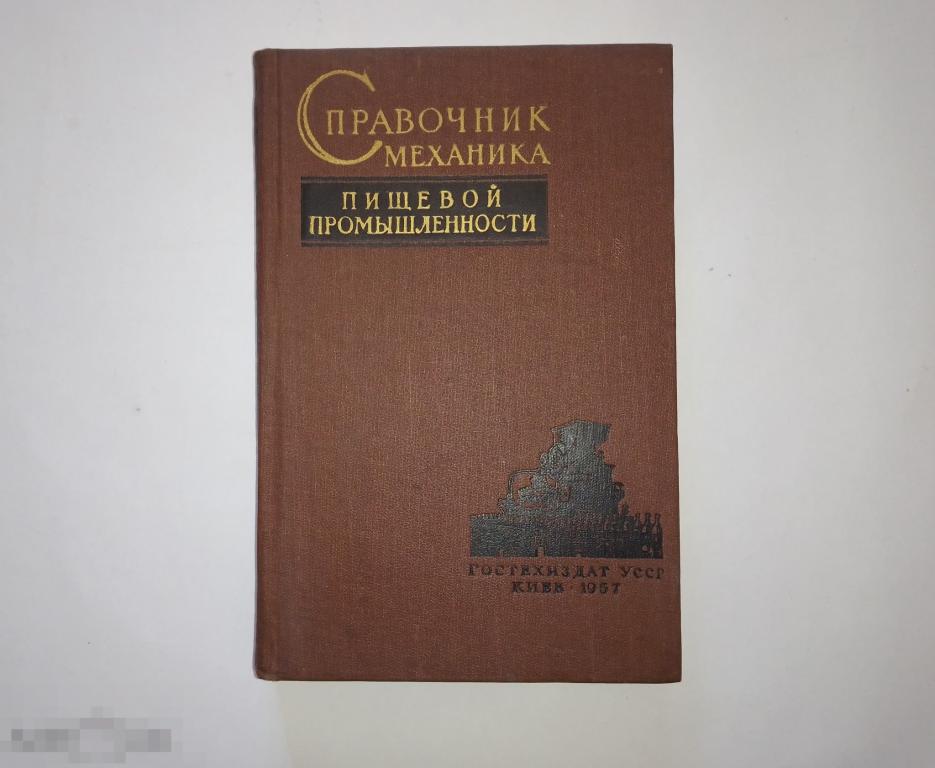 СПРАВОЧНИК
МЕХАНИКА
ПИЩЕВОЙ
ПРОМЫШЛЕННОСТИ
ГОСТЕХИЗДАТ УССР
КИЕВ · 1957